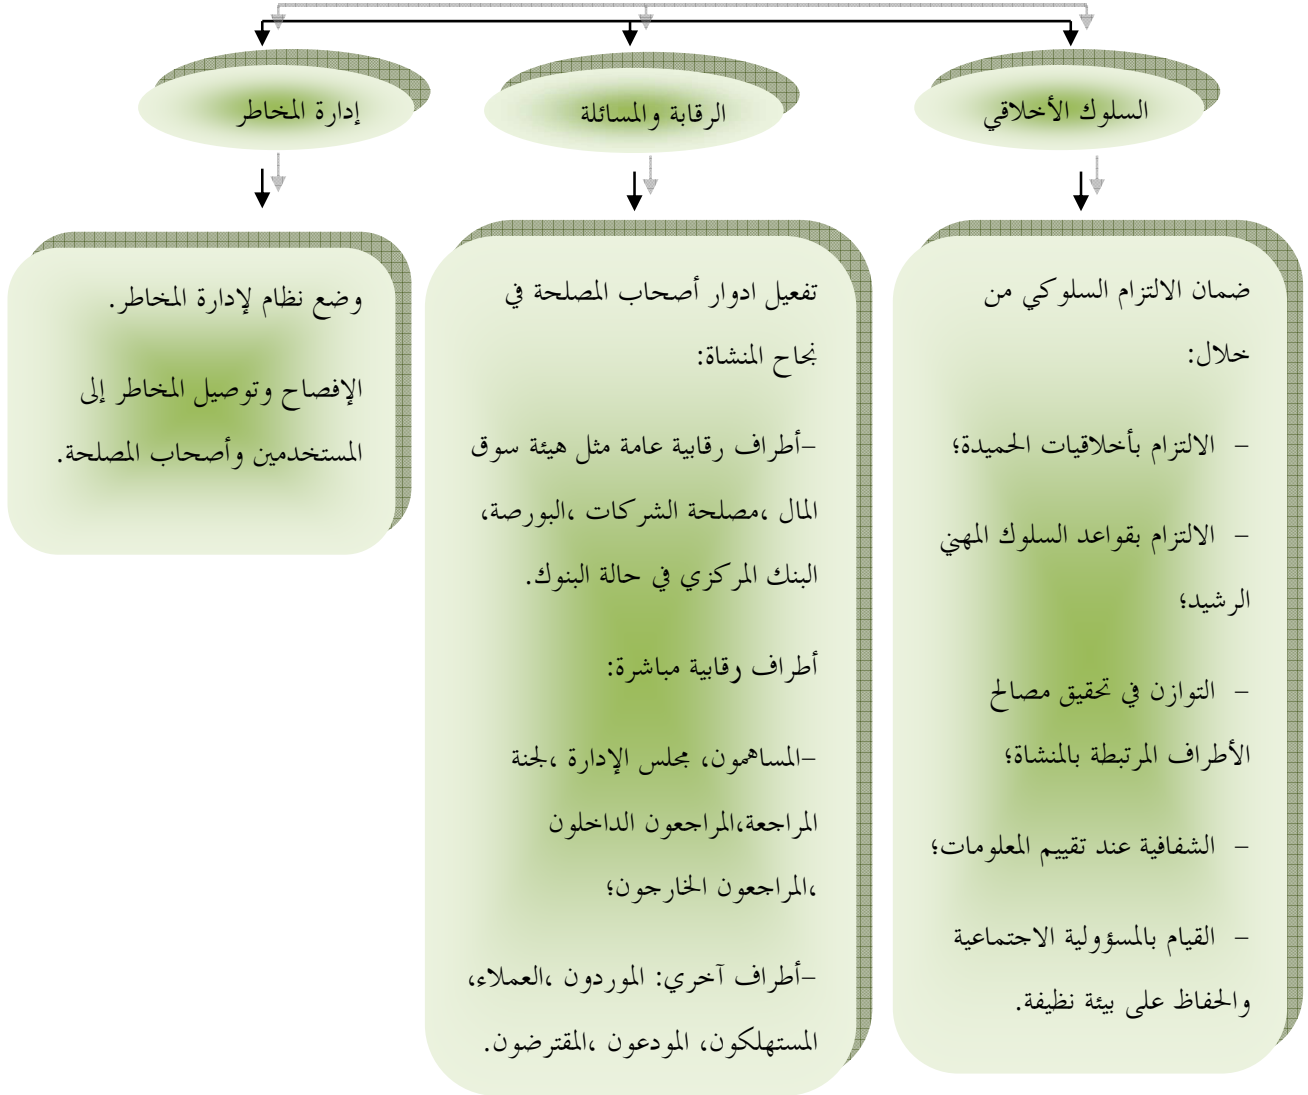 السلوك الأخلاقي
الرقابة والمسائلة
إدارة المخاطر
ضمان الالتزام السلوكي من
خلال:
- الالتزام بأخلاقيات الحميدة؛
- الالتزام بقواعد السلوك المهني
الرشيد؛
- التوازن في تحقيق مصالح
الأطراف المرتبطة بالمنشاة؛
- الشفافية عند تقييم المعلومات؛
- القيام بالمسؤولية الاجتماعية
والحفاظ على بيئة نظيفة.
تفعيل ادوار أصحاب المصلحة في
نجاح المنشاة:
-أطراف رقابية عامة مثل هيئة سوق
المال ،مصلحة الشركات ،البورصة،
البنك المركزي في حالة البنوك.
أطراف رقابية مباشرة:
-المساهمون، مجلس الإدارة ،لجنة
المراجعة،المراجعون الداخلون
،المراجعون الخارجون؛
-أطراف آخري: الموردون ،العملاء،
المستهلكون، المودعون ،المقترضون.
وضع نظام لإدارة المخاطر.
الإفصاح وتوصيل المخاطر إلى
المستخدمين وأصحاب المصلحة.